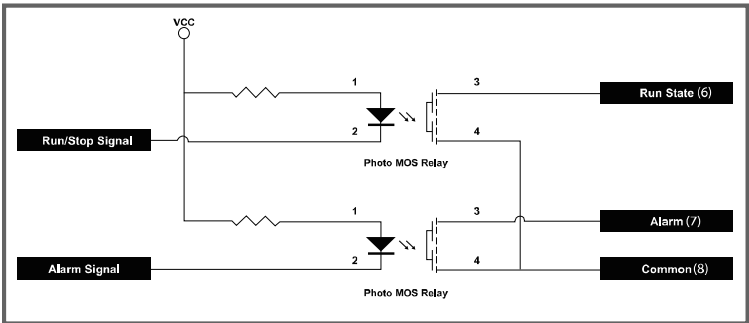 VCC
1
3
Run State (6)
Run/Stop Signal
2
4
Photo MOS Relay
1
3
Alarm (7)
Alarm Signal
2
4
Common (8)
Photo MOS Relay